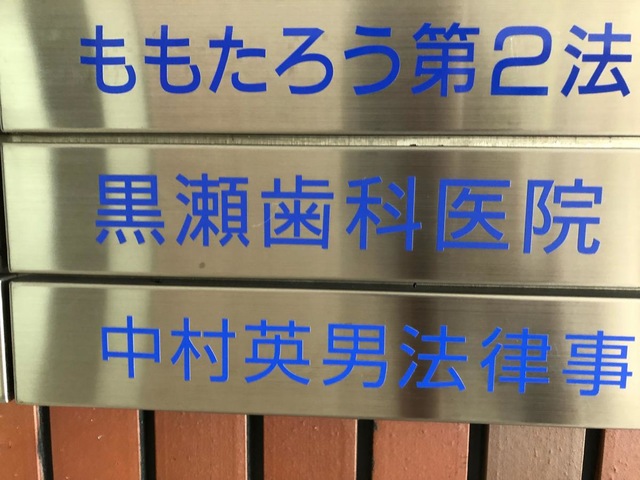 ももたろう第2法
黒瀬歯科医院
中村英男法律事